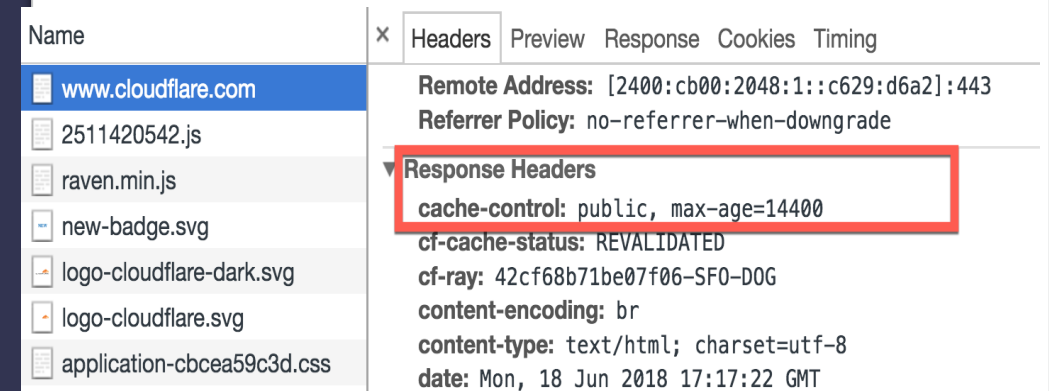 Name
www.cloudflare.com
2511420542.js
raven.min.js
new-badge.svg
logo-cloudflare-dark.svg
logo-cloudflare.svg
application-cbcea59c3d.css
× Headers Preview Response Cookies Timing
Remote Address: [2400:cb00:2048:1::c629:d6a2]:443
Referrer Policy: no-referrer-when-downgrade
▼ Response Headers
cache-control: public, max-age=14400
cf-cache-status: REVALIDATED
cf-ray: 42cf68b71be07f06-SFO-DOG
content-encoding: br
content-type: text/html; charset=utf-8
date: Mon, 18 Jun 2018 17:17:22 GMT